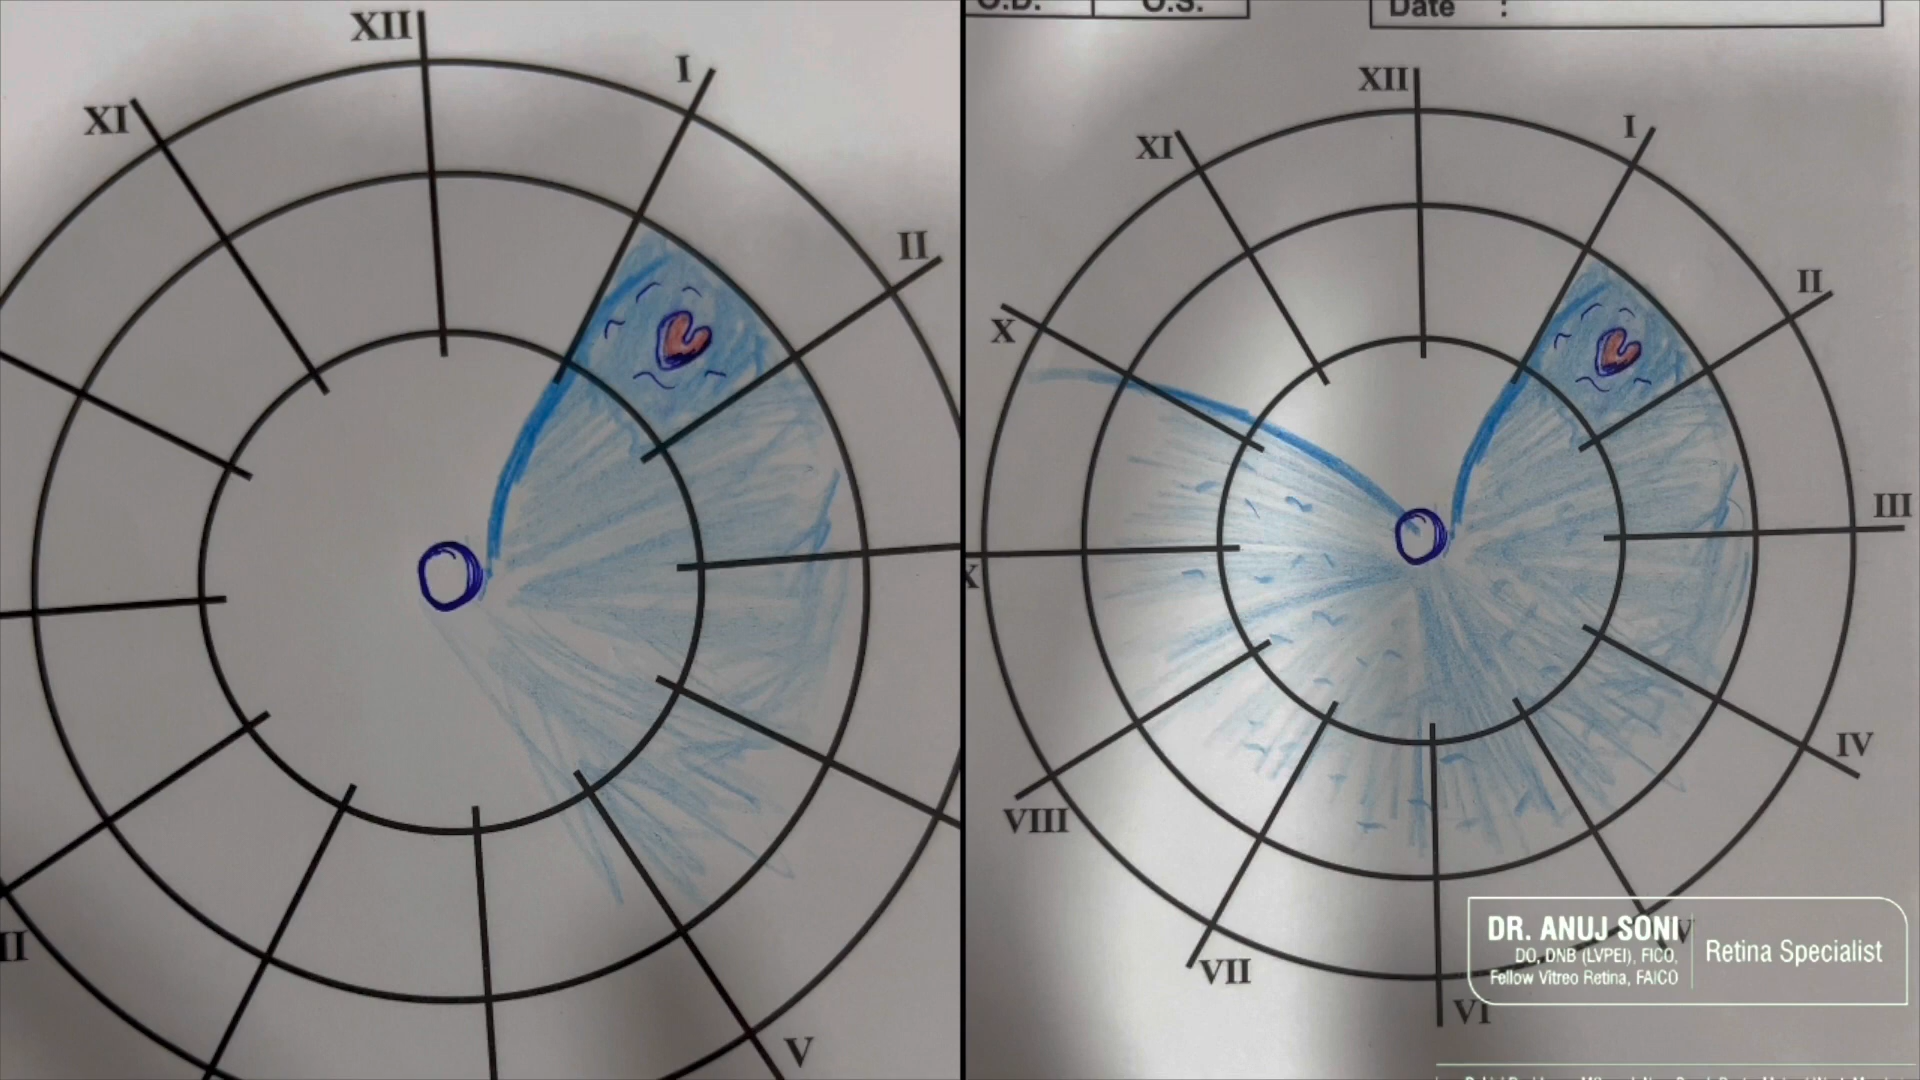 XII
I
XI
II
II
V
O.D.
U.S.
Date :
XII
I
XI
II
X
III
X
IV
VIII
V
VII
VI
DR. ANUJ SONI
DO, DNB (LVPEI), FICO,
Fellow Vitreo Retina, FAICO
Retina Specialist